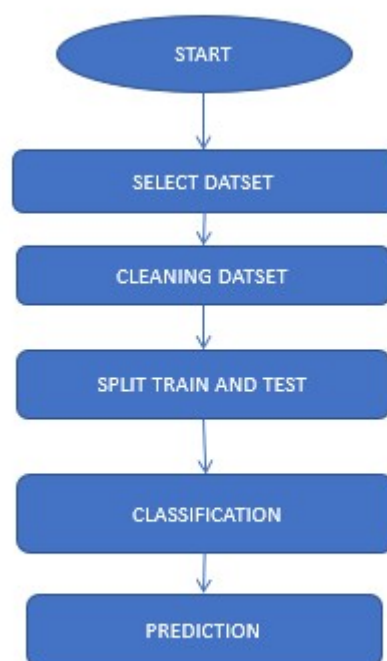 START
SELECT DATSET
CLEANING DATSET
SPLIT TRAIN AND TEST
CLASSIFICATION
PREDICTION